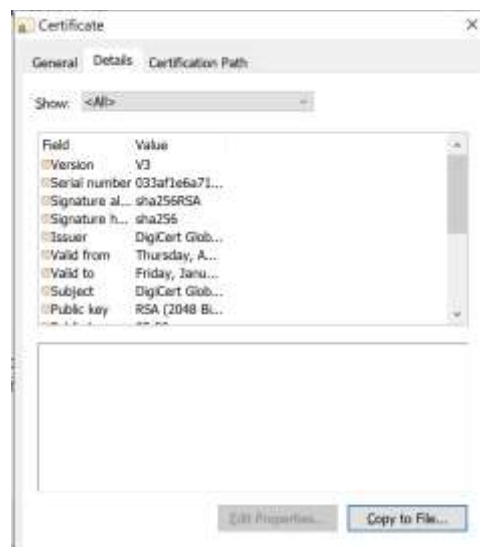 Certificate
General Details Certification Path
Show: <All>
Field Value
Version V3
Serial number 033af1e6a71...
Signature al... sha256RSA
Signature h... sha256
Issuer DigiCert Glob...
Valid from Thursday, A...
Valid to Friday, Janu...
Subject DigiCert Glob...
Public key RSA (2048 Bi...
Edit Properties...
Copy to File...